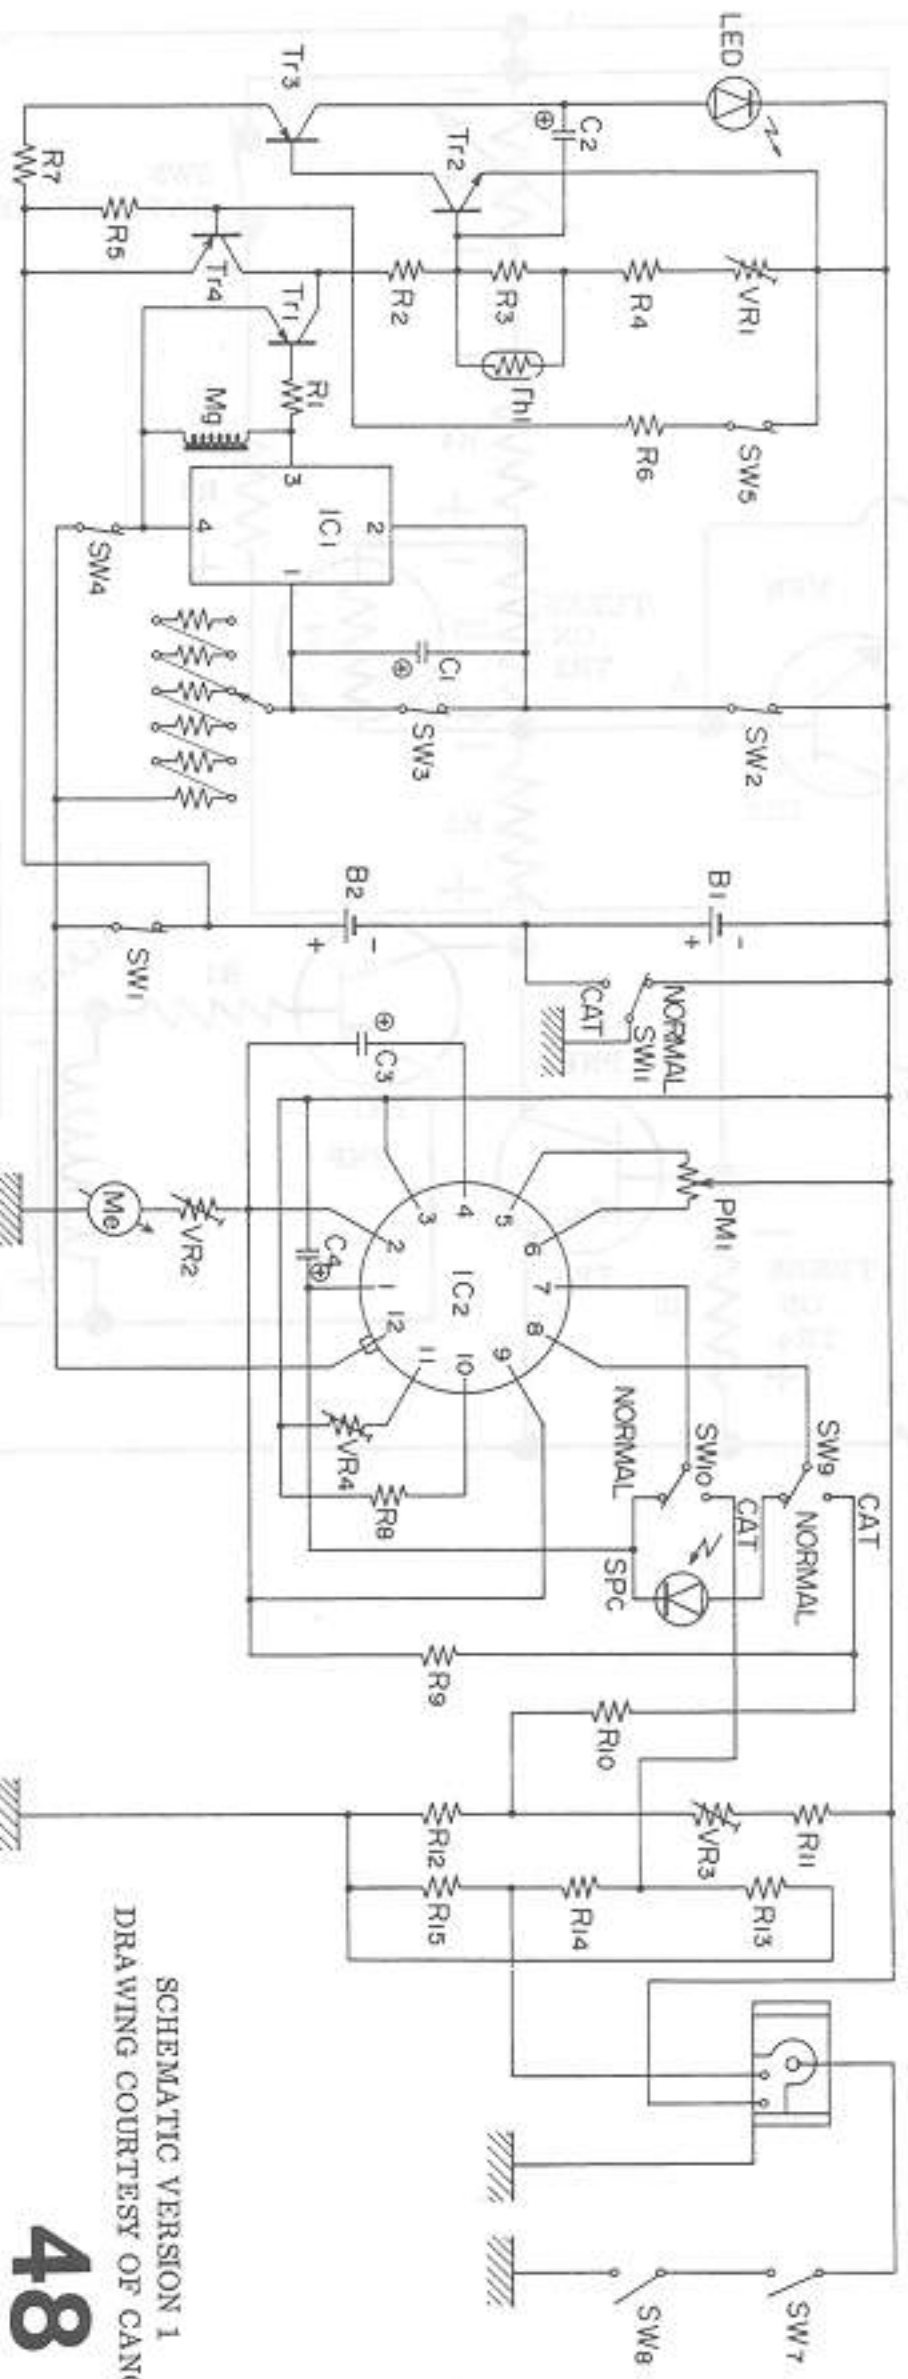 LED
Tr3
C2
Tr2
R7
R5
Tr4
Tr1
R2
R3
R4
VR1
R1
Th1
Mg
R6
SW5
3
IC1
2
4
1
SW4
C1
SW3
SW2
B2
B1
+
-
+
-
SW1
CAT
NORMAL
SW11
C3
PM1
Me
VR2
C4
IC2
1
2
3
4
5
6
7
8
9
10
11
12
VR4
R8
NORMAL
SW10
CAT
SW9
CAT
NORMAL
SPC
R9
R10
R12
VR3
R11
R15
R14
R13
SW7
SW8
SCHEMATIC VERSION 1
DRAWING COURTESY OF
48